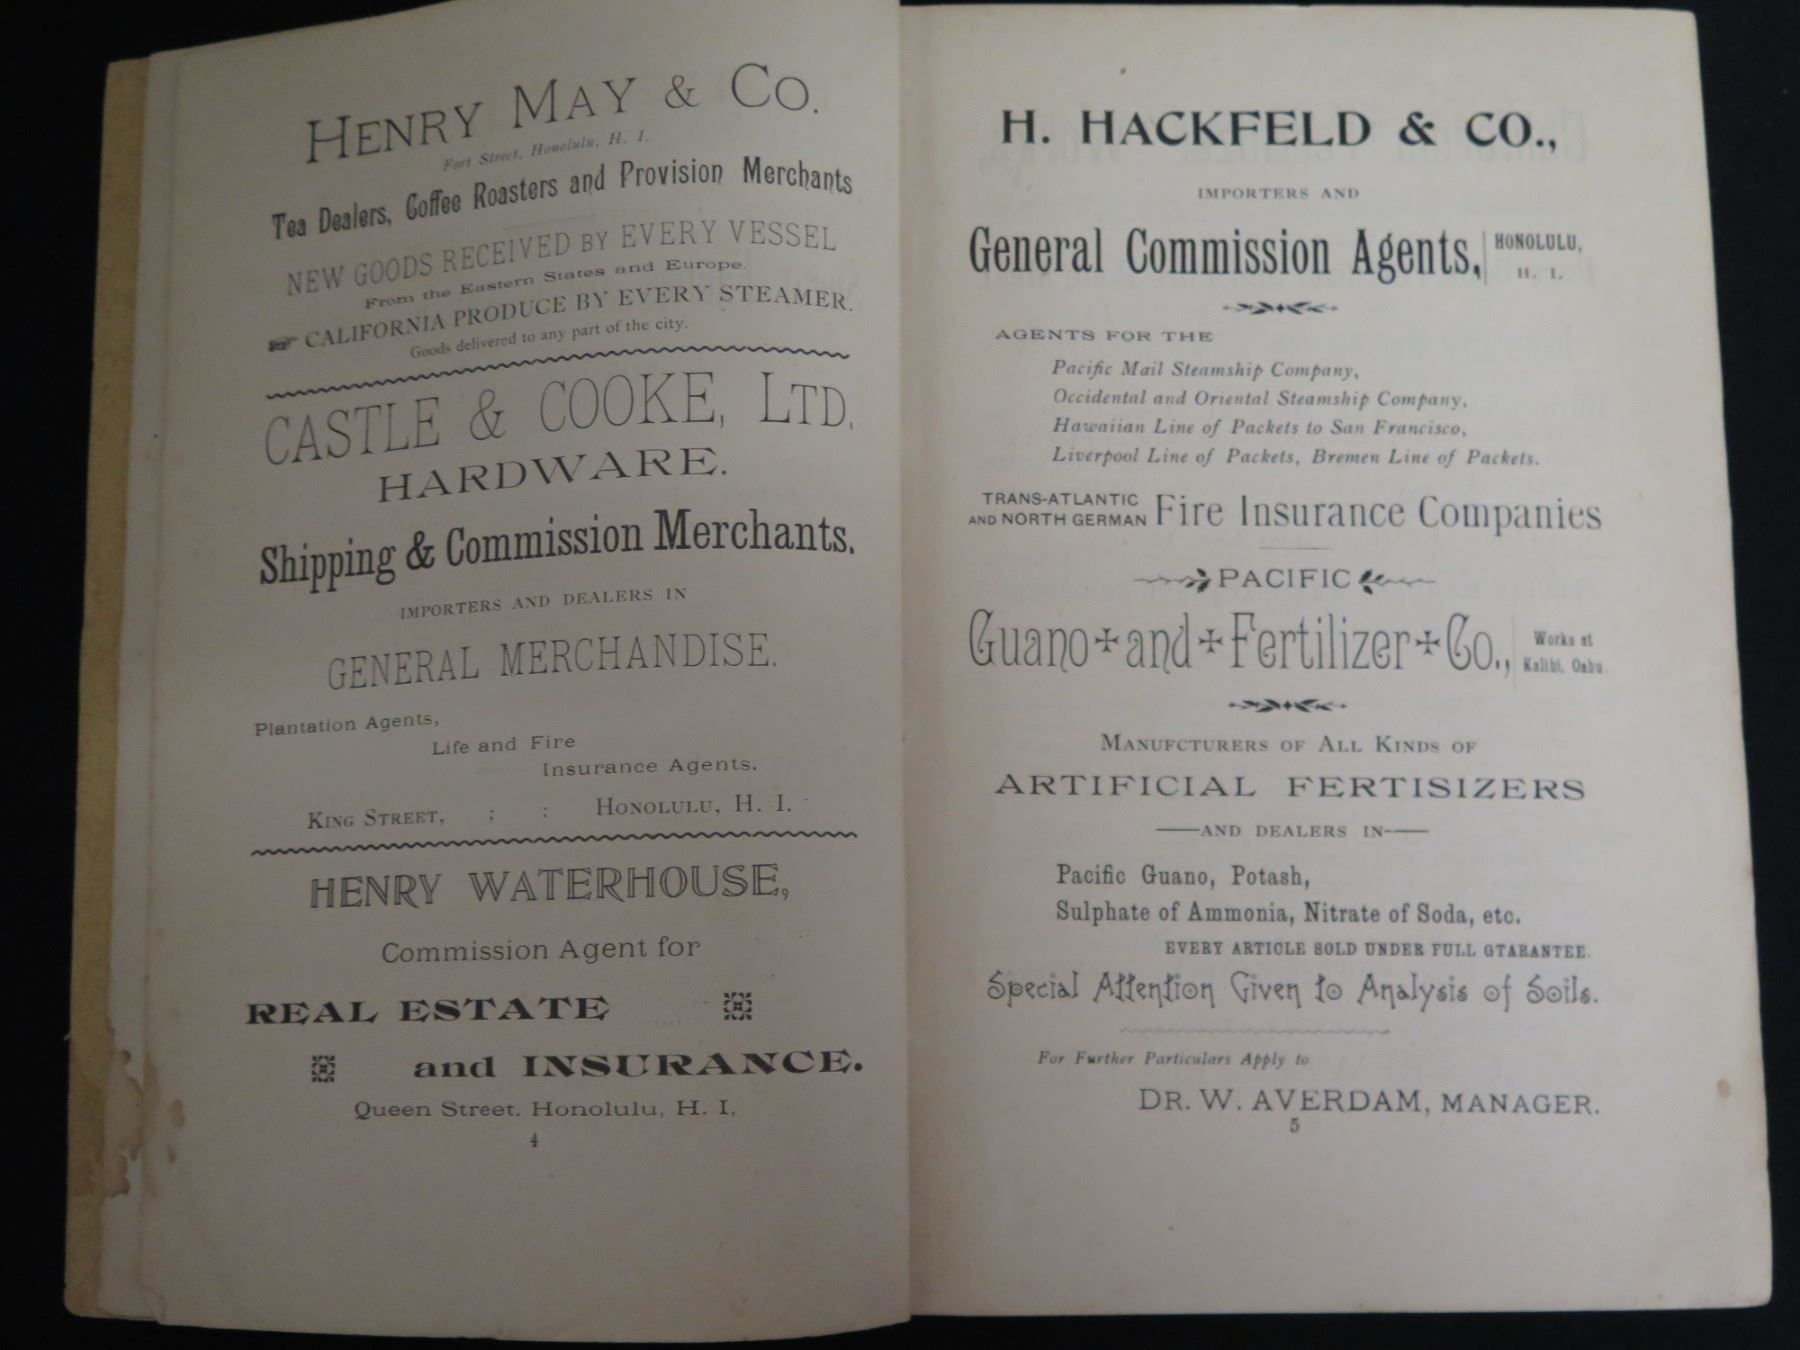 HENRY MAY & CO.
Fort Street, Honolulu, H. I.
Tea Dealers, Coffee Roasters and Provision Merchants
NEW GOODS RECEIVED BY EVERY VESSEL
From the Eastern States and Europe.
CALIFORNIA PRODUCE BY EVERY STEAMER.
Goods delivered to any part of the city.
CASTLE & COOKE, LTD.
HARDWARE.
Shipping & Commission Merchants.
IMPORTERS AND DEALERS IN
GENERAL MERCHANDISE.
Plantation Agents,
Life and Fire
Insurance Agents.
KING STREET, : : HONOLULU, H. I.
HENRY WATERHOUSE,
Commission Agent for
REAL ESTATE
and INSURANCE.
Queen Street. Honolulu, H. I,
4
H. HACKFELD & CO.,
IMPORTERS AND
General Commission Agents, HONOLULU, H. I.
AGENTS FOR THE
Pacific Mail Steamship Company,
Occidental and Oriental Steamship Company,
Hawaiian Line of Packets to San Francisco,
Liverpool Line of Packets, Bremen Line of Packets.
TRANS-ATLANTIC AND NORTH GERMAN Fire Insurance Companies
PACIFIC
Guano and Fertilizer Co., Works at Kalihi, Oahu.
MANUFCTURERS OF ALL KINDS OF
ARTIFICIAL FERTISIZERS
AND DEALERS IN
Pacific Guano, Potash,
Sulphate of Ammonia, Nitrate of Soda, etc.
EVERY ARTICLE SOLD UNDER FULL GTARANTEE.
Special Attention Given to Analysis of Soils.
For Further Particulars Apply to
DR. W. AVERDAM, MANAGER.
5